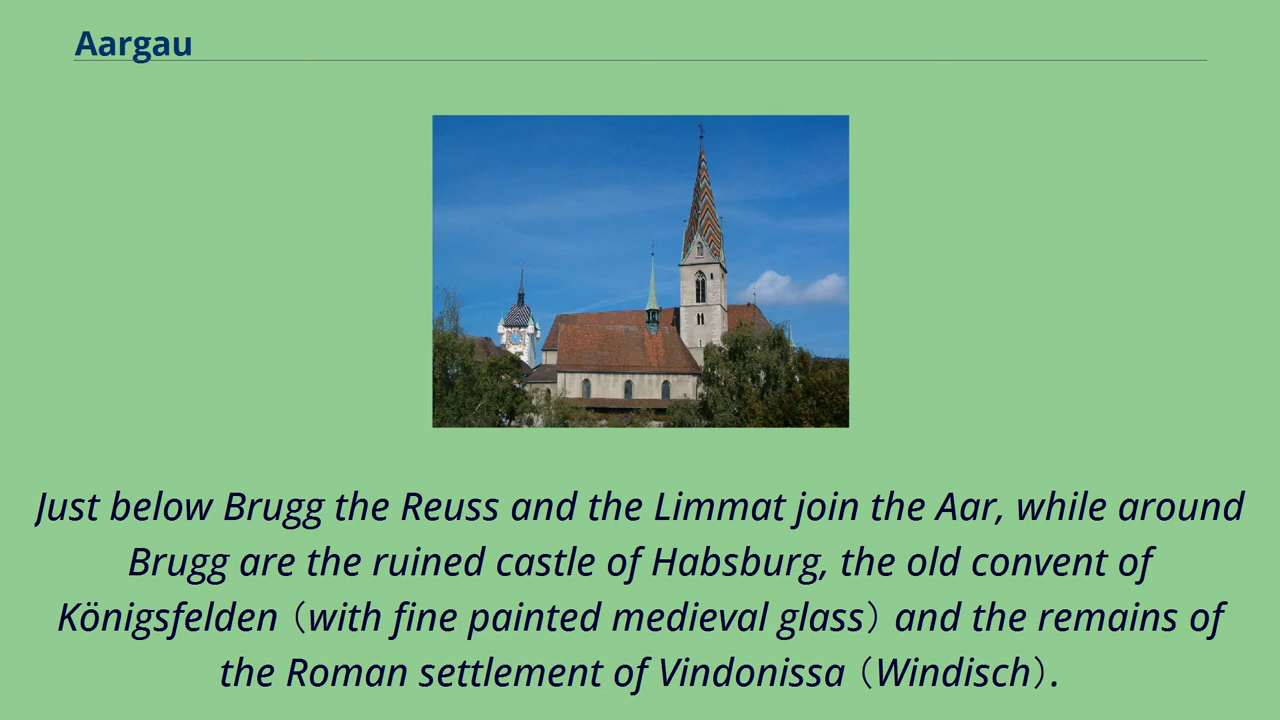 Aargau
Just below Brugg the Reuss and the Limmat join the Aar, while around
Brugg are the ruined castle of Habsburg, the old convent of
Königsfelden（with fine painted medieval glass）and the remains of
the Roman settlement of Vindonissa（Windisch）.